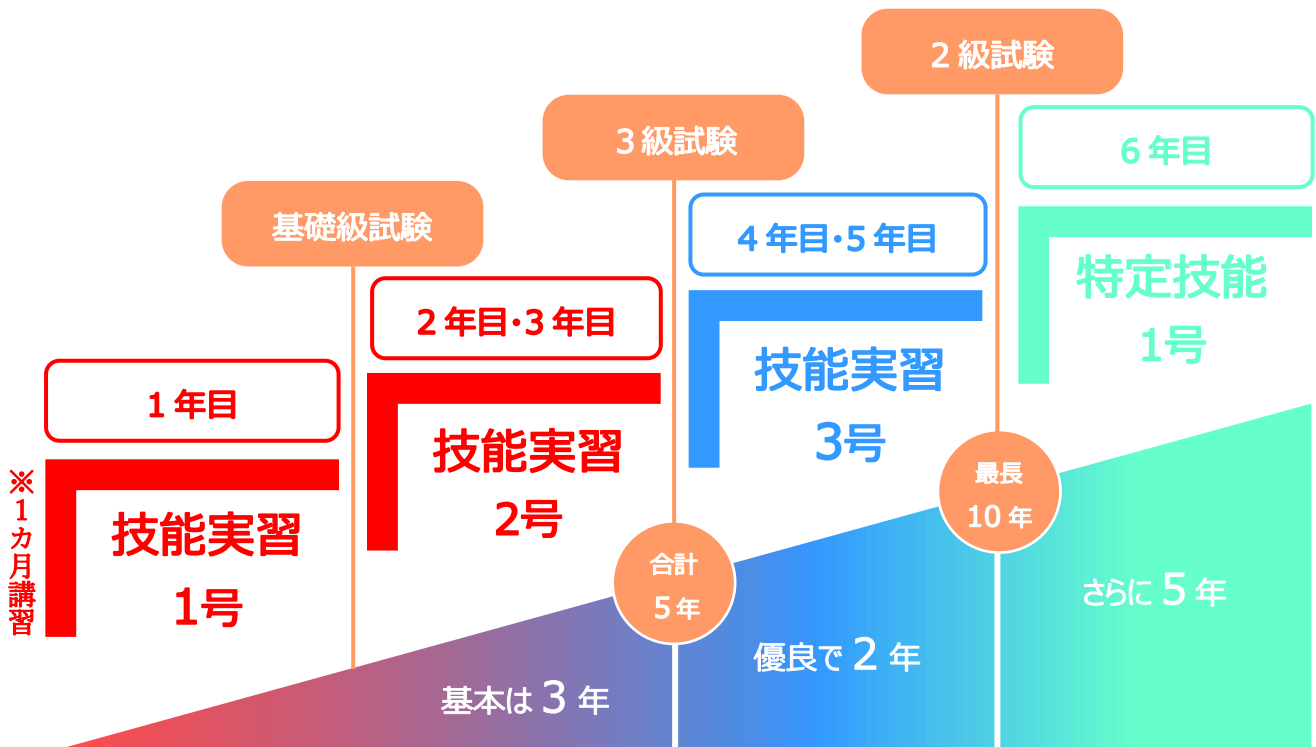 2級試験
3級試験
6年目
基礎級試験
4年目・5年目
特定技能
1号
2年目・3年目
技能実習
3号
1年目
技能実習
2号
※1カ月講習
技能実習
1号
最長
10年
合計
5年
さらに5年
優良で2年
基本は3年